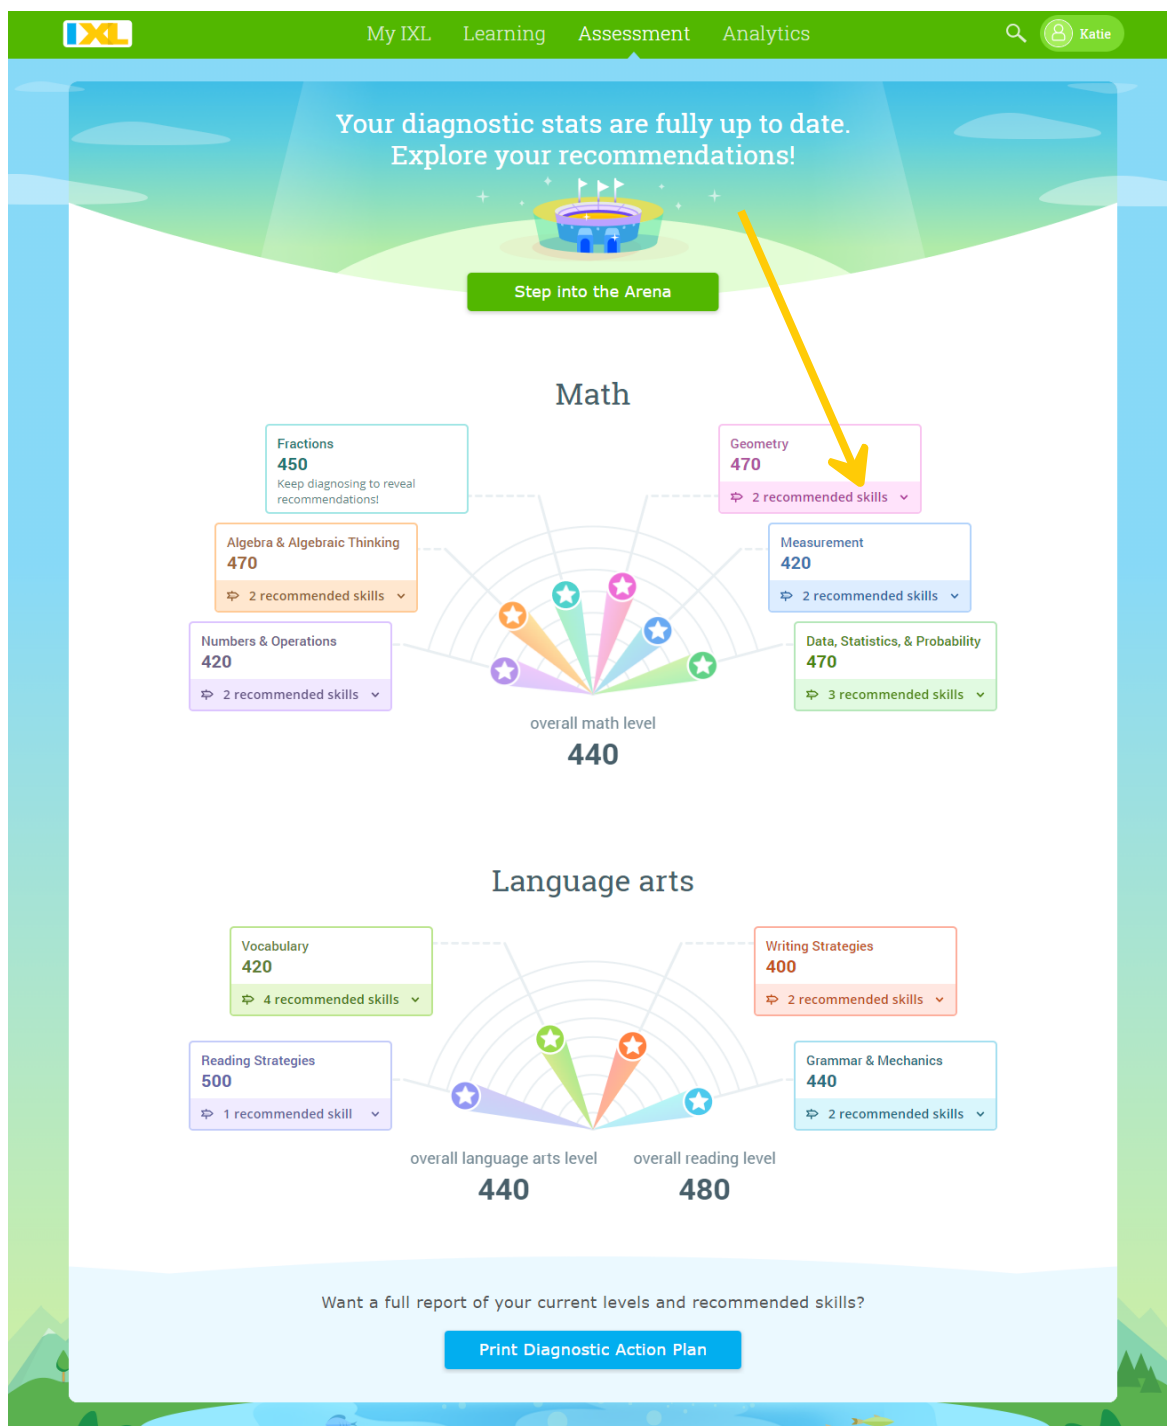 IXL
My IXL
Learning
Assessment
Analytics
Katie
Your diagnostic stats are fully up to date.
Explore your recommendations!
Step into the Arena
Math
Fractions
450
Keep diagnosing to reveal
recommendations!
Geometry
470
2 recommended skills
Algebra & Algebraic Thinking
470
2 recommended skills
Measurement
420
2 recommended skills
Numbers & Operations
420
2 recommended skills
Data, Statistics, & Probability
470
3 recommended skills
overall math level
440
Language arts
Vocabulary
420
4 recommended skills
Writing Strategies
400
2 recommended skills
Reading Strategies
500
1 recommended skill
Grammar & Mechanics
440
2 recommended skills
overall language arts level
440
overall reading level
480
Want a full report of your current levels and recommended skills?
Print Diagnostic Action Plan